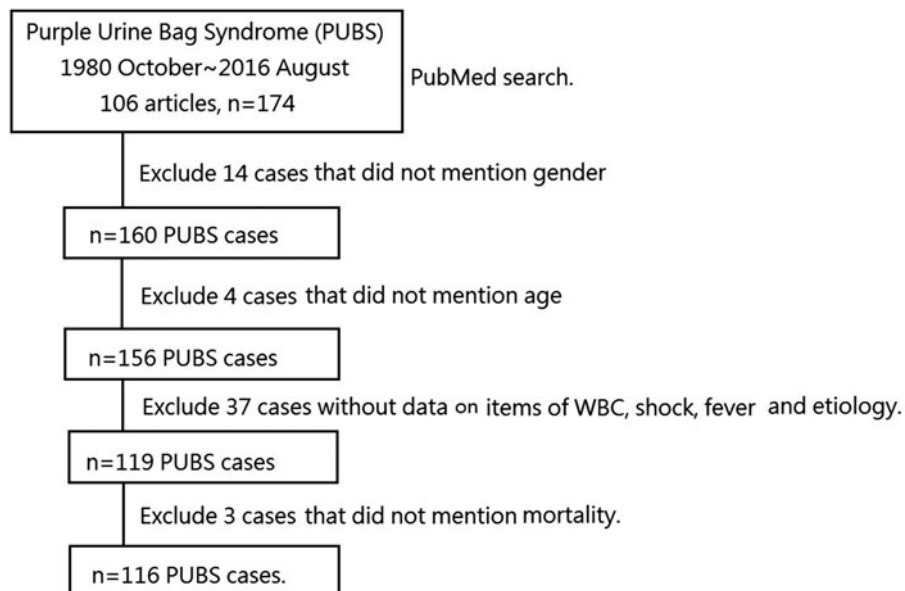 Purple Urine Bag Syndrome (PUBS)
1980 October~2016 August
106 articles, n=174
PubMed search.
Exclude 14 cases that did not mention gender
n=160 PUBS cases
Exclude 4 cases that did not mention age
n=156 PUBS cases
Exclude 37 cases without data on items of WBC, shock, fever and etiology.
n=119 PUBS cases
Exclude 3 cases that did not mention mortality.
n=116 PUBS cases.